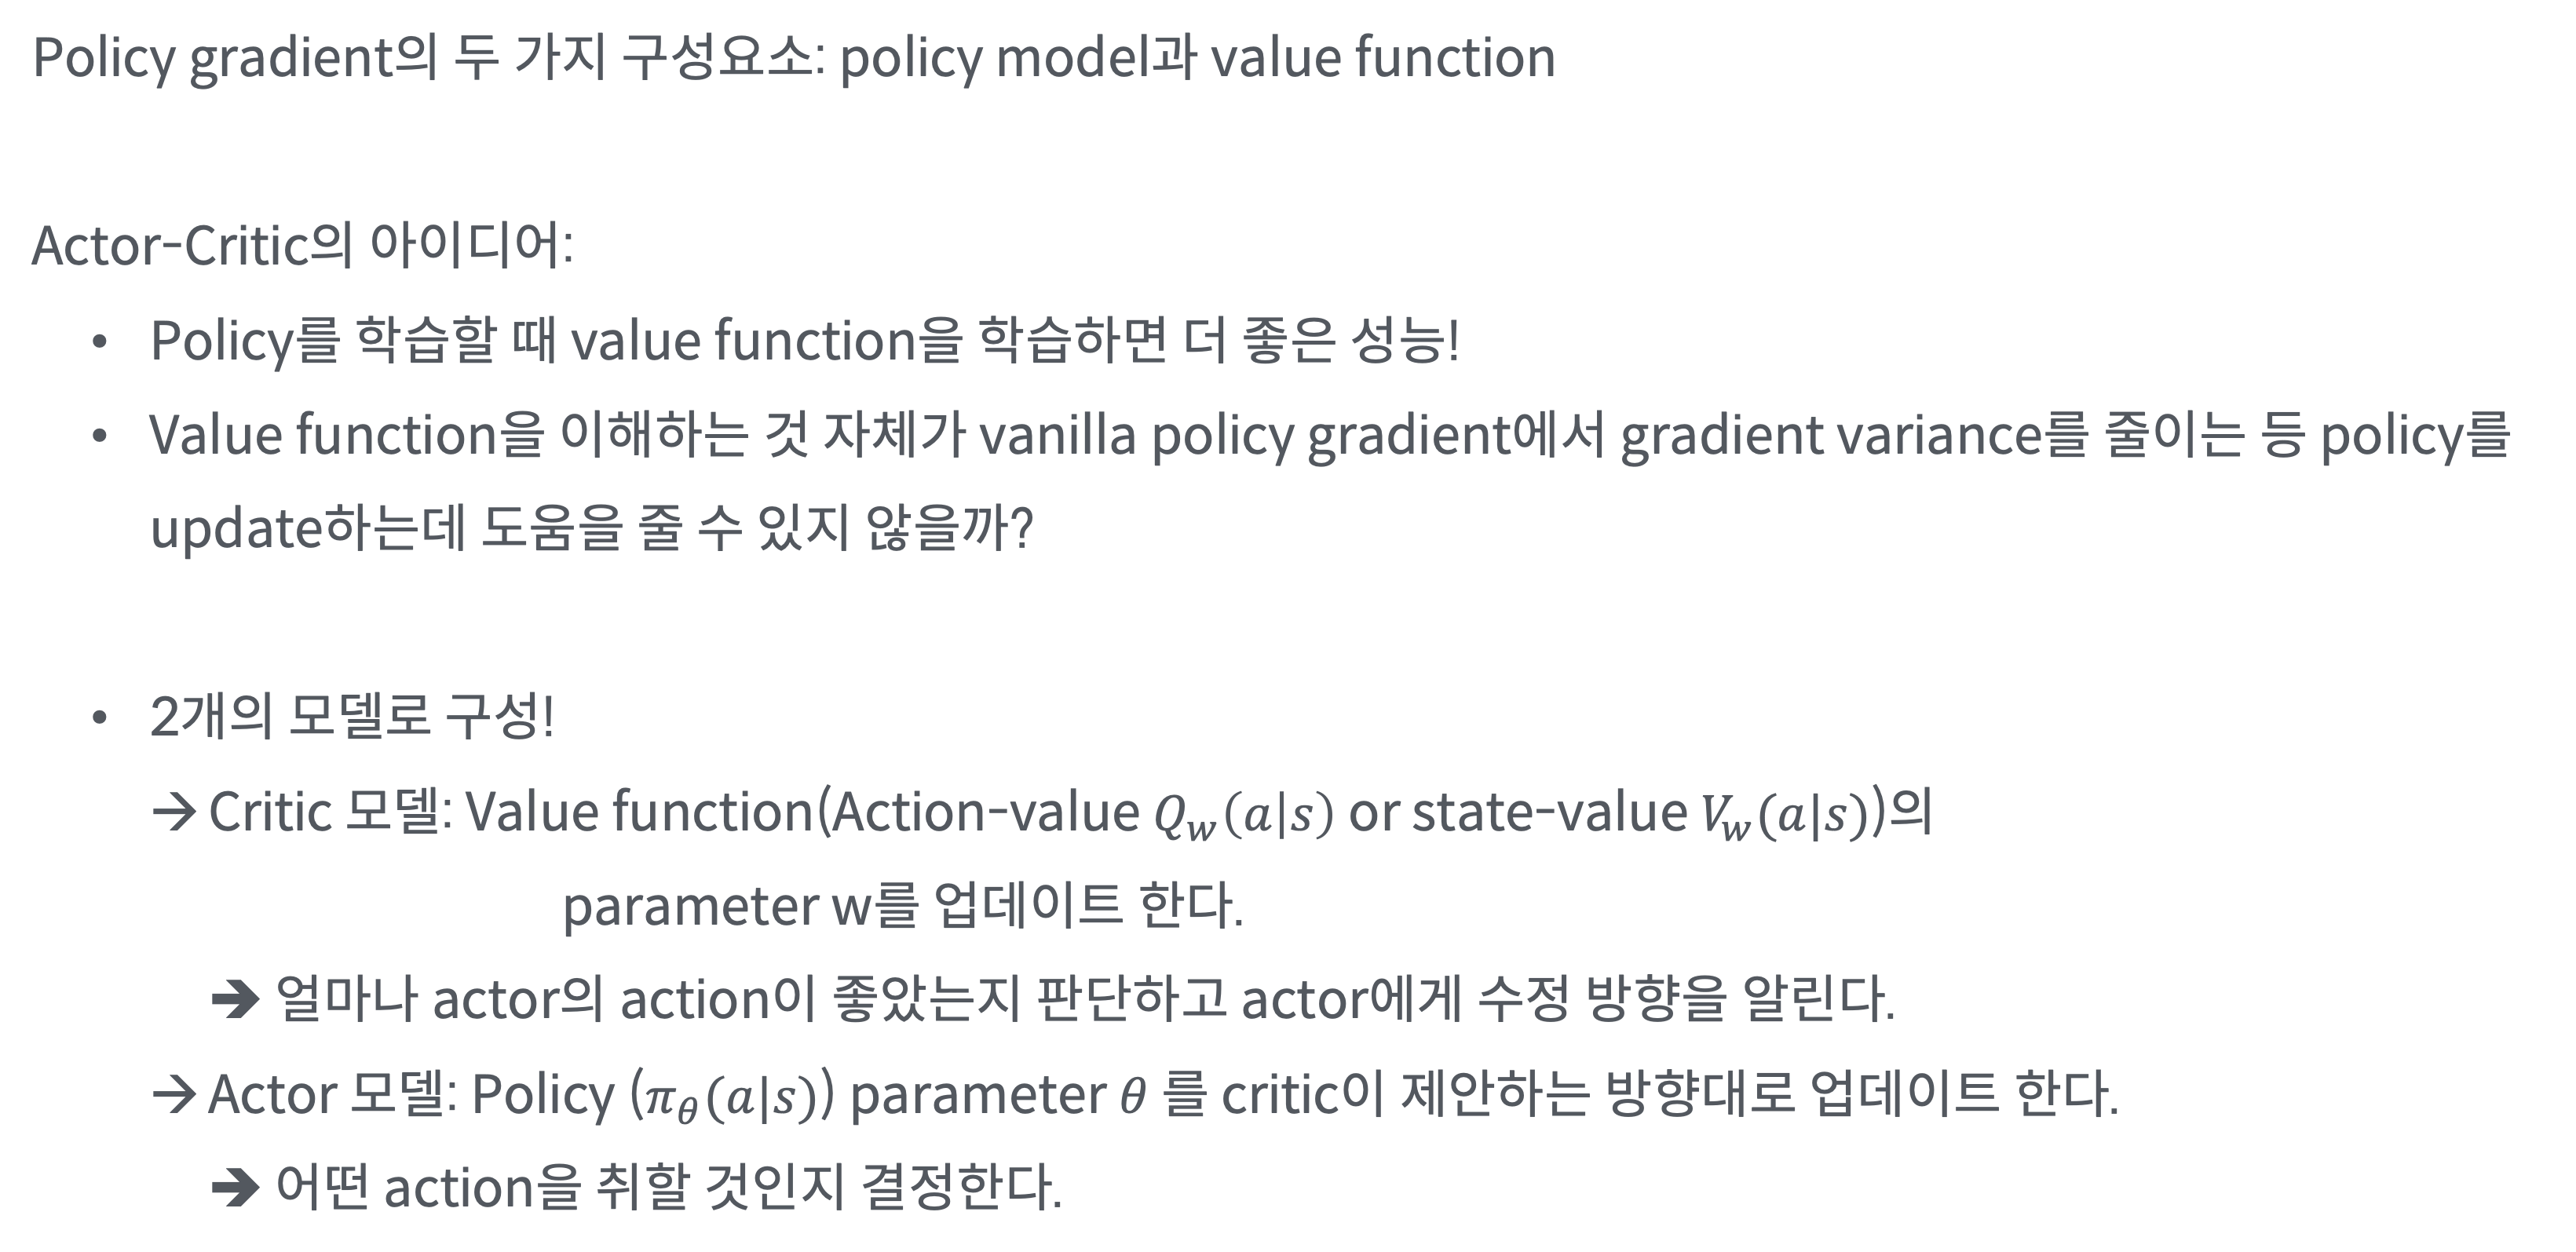 Policy gradient의 두 가지 구성요소: policy model과 value function
Actor-Critic의 아이디어:
• Policy를 학습할 때 value function을 학습하면 더 좋은 성능!
• Value function을 이해하는 것 자체가 vanilla policy gradient에서 gradient variance를 줄이는 등 policy를
update하는데 도움을 줄 수 있지 않을까?
• 2개의 모델로 구성!
→ Critic 모델: Value function(Action-value $Q_w(a|s)$ or state-value $V_w(a|s)$)의
parameter w를 업데이트 한다.
➔ 얼마나 actor의 action이 좋았는지 판단하고 actor에게 수정 방향을 알린다.
→ Actor 모델: Policy ($\pi_\theta(a|s)$) parameter $\theta$ 를 critic이 제안하는 방향대로 업데이트 한다.
➔ 어떤 action을 취할 것인지 결정한다.